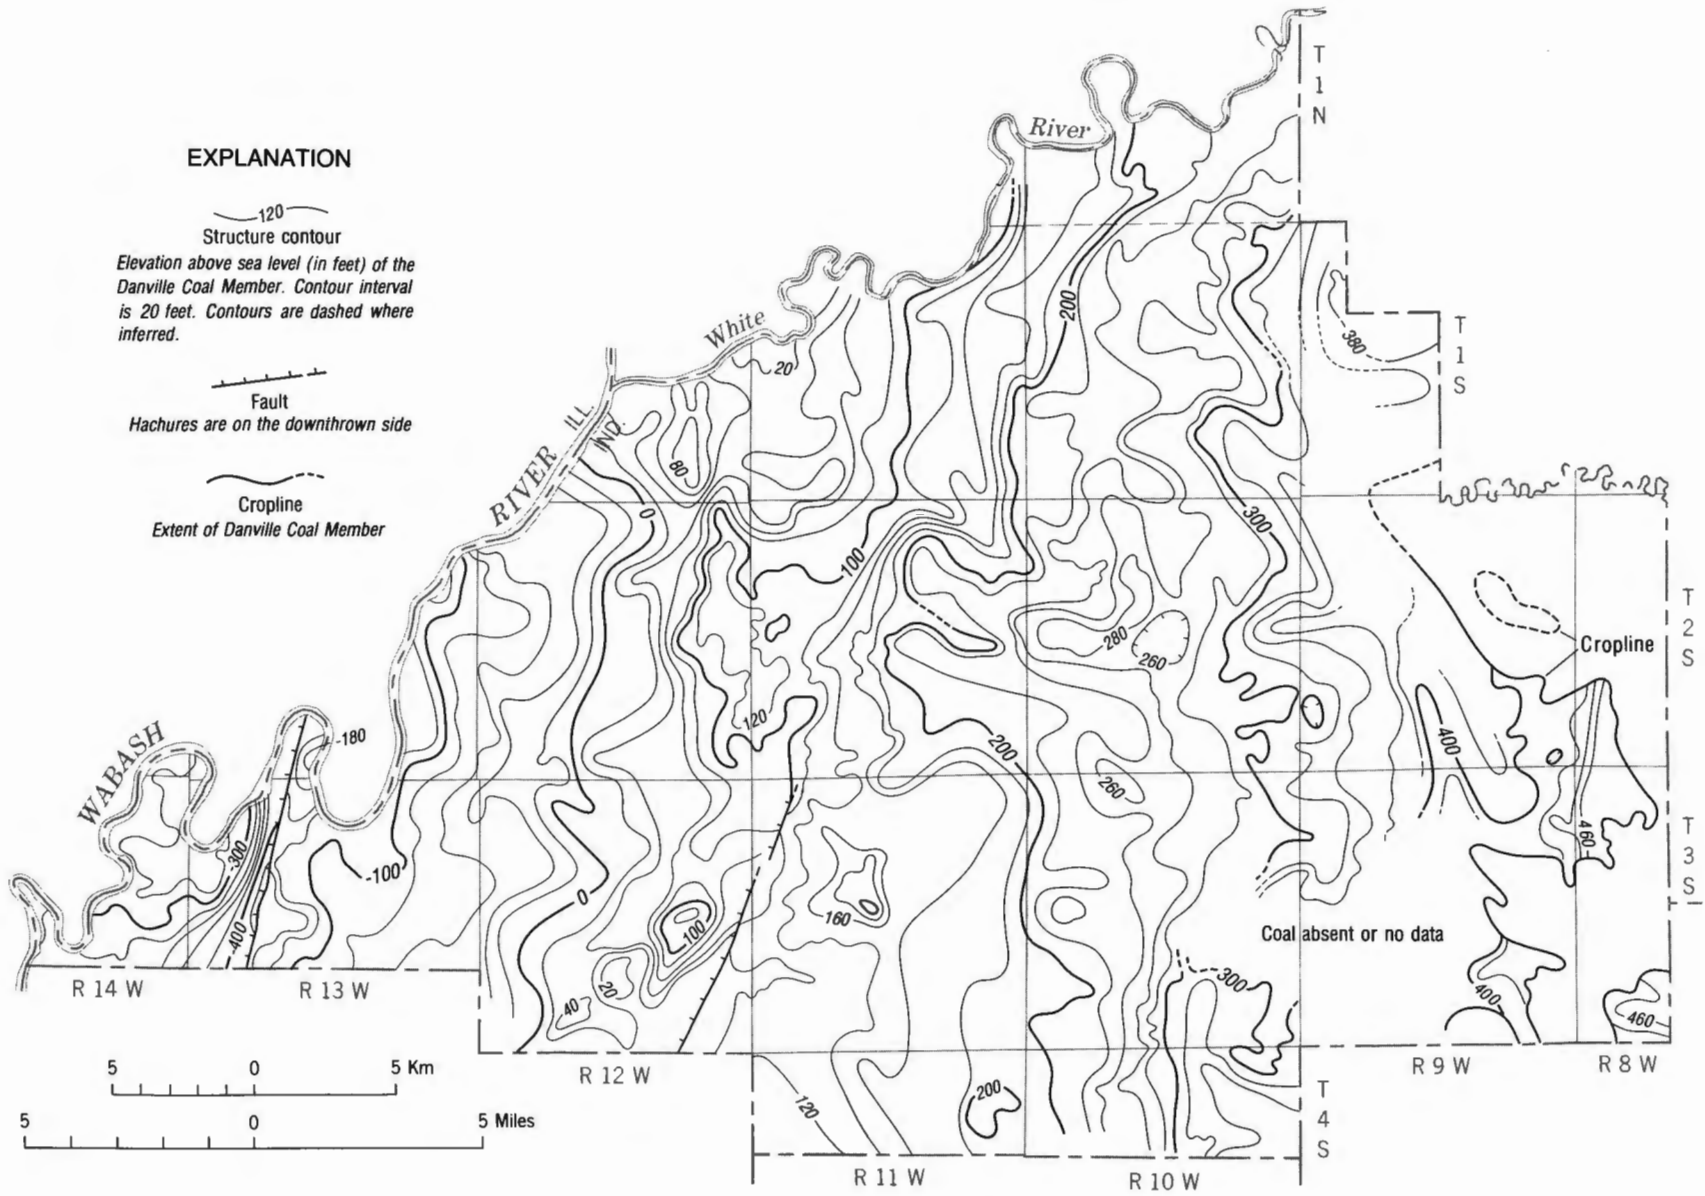 EXPLANATION
120
Structure contour
Elevation above sea level (in feet) of the
Danville Coal Member. Contour interval
is 20 feet. Contours are dashed where
inferred.
Fault
Hachures are on the downthrown side
Cropline
Extent of Danville Coal Member
River
White
RIVER
WABASH
ILL.
IND.
T
1
N
T
1
S
T
2
S
T
3
S
T
4
S
20
80
0
100
200
380
300
280
260
120
200
260
400
460
-180
-300
-400
-100
0
100
160
20
40
300
400
460
200
120
Cropline
Coal absent or no data
R 14 W
R 13 W
R 12 W
R 11 W
R 10 W
R 9 W
R 8 W
5 0 5 Km
5 0 5 Miles